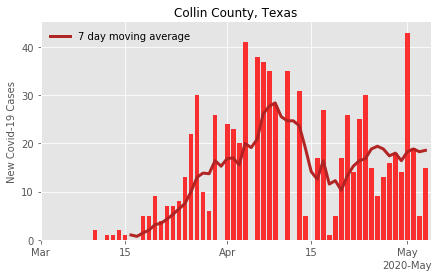 Collin County, Texas
7 day moving average
New Covid-19 Cases
40
30
20
10
0
Mar 15 Apr 15 May
2020-May